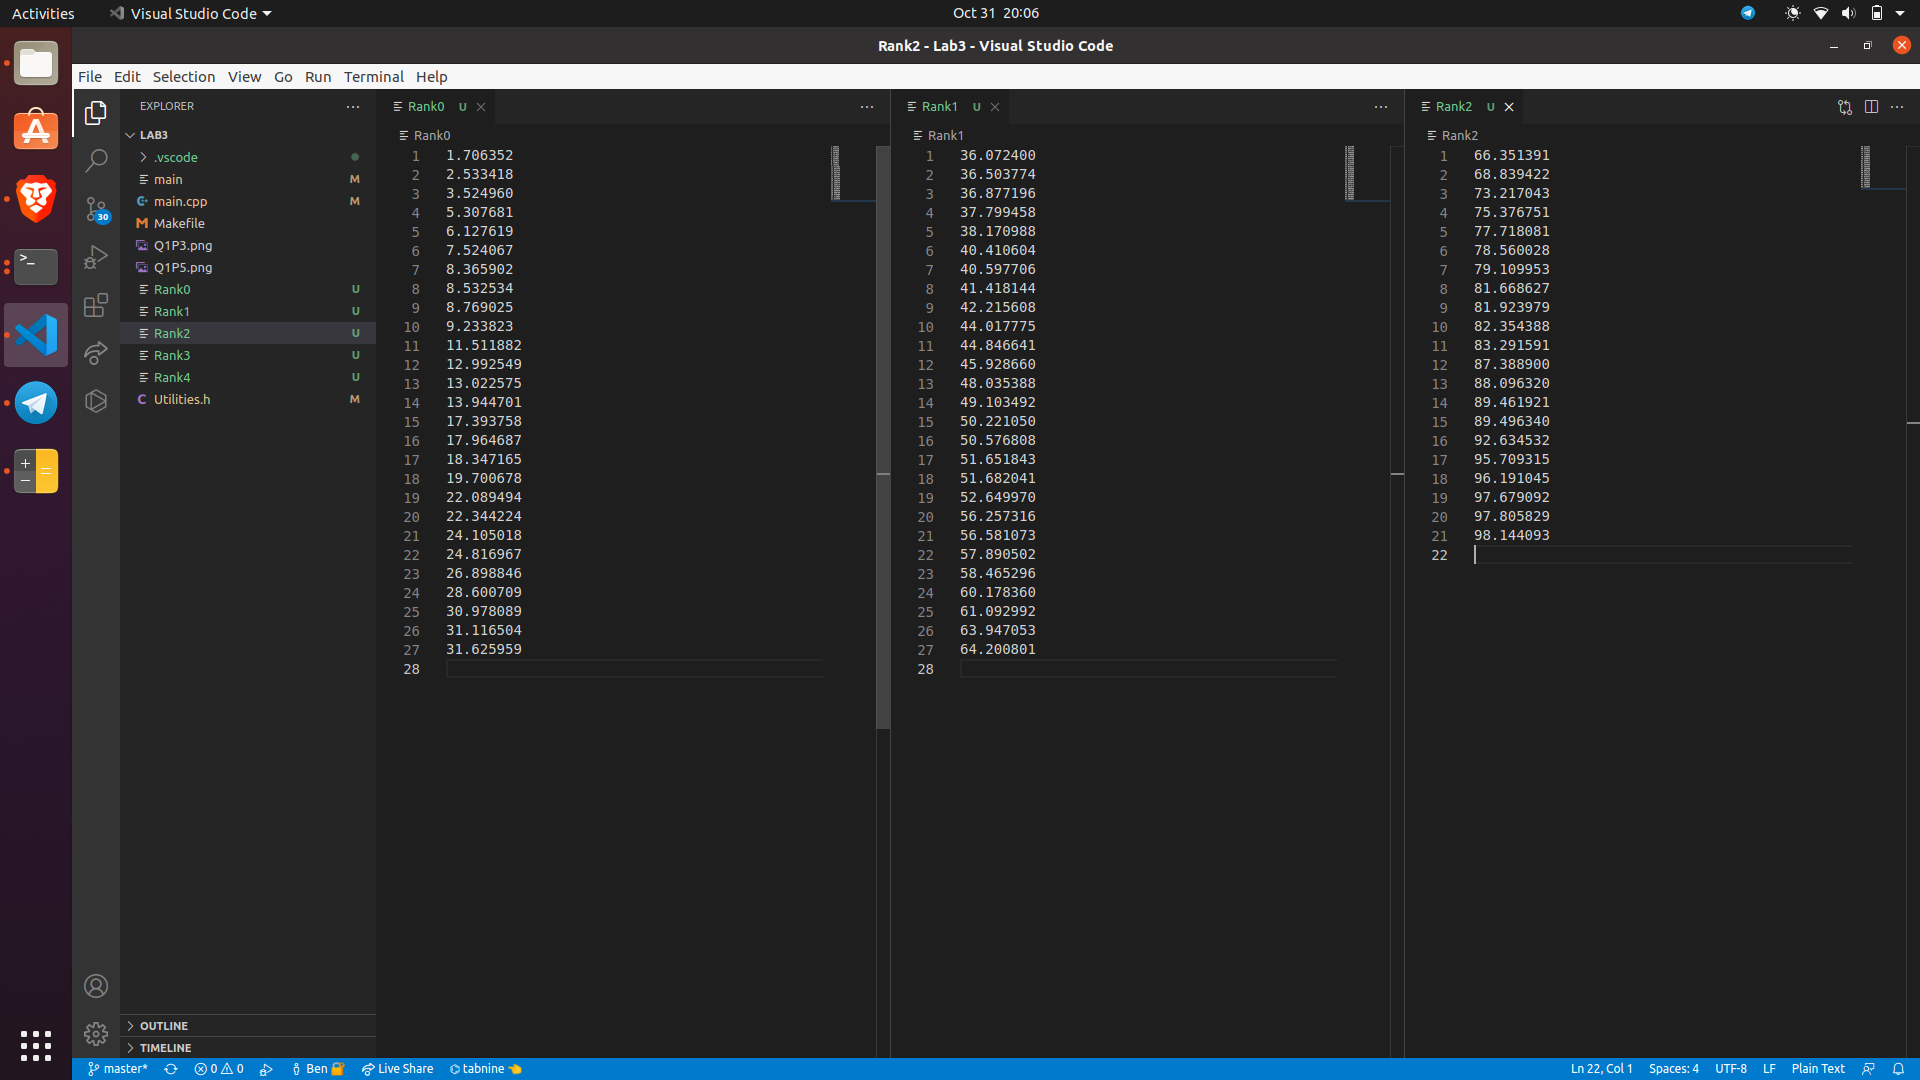 Activities
Visual Studio Code
Oct 31 20:06
Rank2 - Lab3 - Visual Studio Code
File Edit Selection View Go Run Terminal Help
EXPLORER
LAB3
.vscode
main M
main.cpp M
Makefile
Q1P3.png
Q1P5.png
Rank0 U
Rank1 U
Rank2 U
Rank3 U
Rank4 U
Utilities.h M
30
OUTLINE
TIMELINE
Rank0 U
Rank0
1 1.706352
2 2.533418
3 3.524960
4 5.307681
5 6.127619
6 7.524067
7 8.365902
8 8.532534
9 8.769025
10 9.233823
11 11.511882
12 12.992549
13 13.022575
14 13.944701
15 17.393758
16 17.964687
17 18.347165
18 19.700678
19 22.089494
20 22.344224
21 24.105018
22 24.816967
23 26.898846
24 28.600709
25 30.978089
26 31.116504
27 31.625959
28
Rank1 U
Rank1
1 36.072400
2 36.503774
3 36.877196
4 37.799458
5 38.170988
6 40.410604
7 40.597706
8 41.418144
9 42.215608
10 44.017775
11 44.846641
12 45.928660
13 48.035388
14 49.103492
15 50.221050
16 50.576808
17 51.651843
18 51.682041
19 52.649970
20 56.257316
21 56.581073
22 57.890502
23 58.465296
24 60.178360
25 61.092992
26 63.947053
27 64.200801
28
Rank2 U
Rank2
1 66.351391
2 68.839422
3 73.217043
4 75.376751
5 77.718081
6 78.560028
7 79.109953
8 81.668627
9 81.923979
10 82.354388
11 83.291591
12 87.388900
13 88.096320
14 89.461921
15 89.496340
16 92.634532
17 95.709315
18 96.191045
19 97.679092
20 97.805829
21 98.144093
22
master* 0 0 Ben Live Share tabnine Ln 22, Col 1 Spaces: 4 UTF-8 LF Plain Text